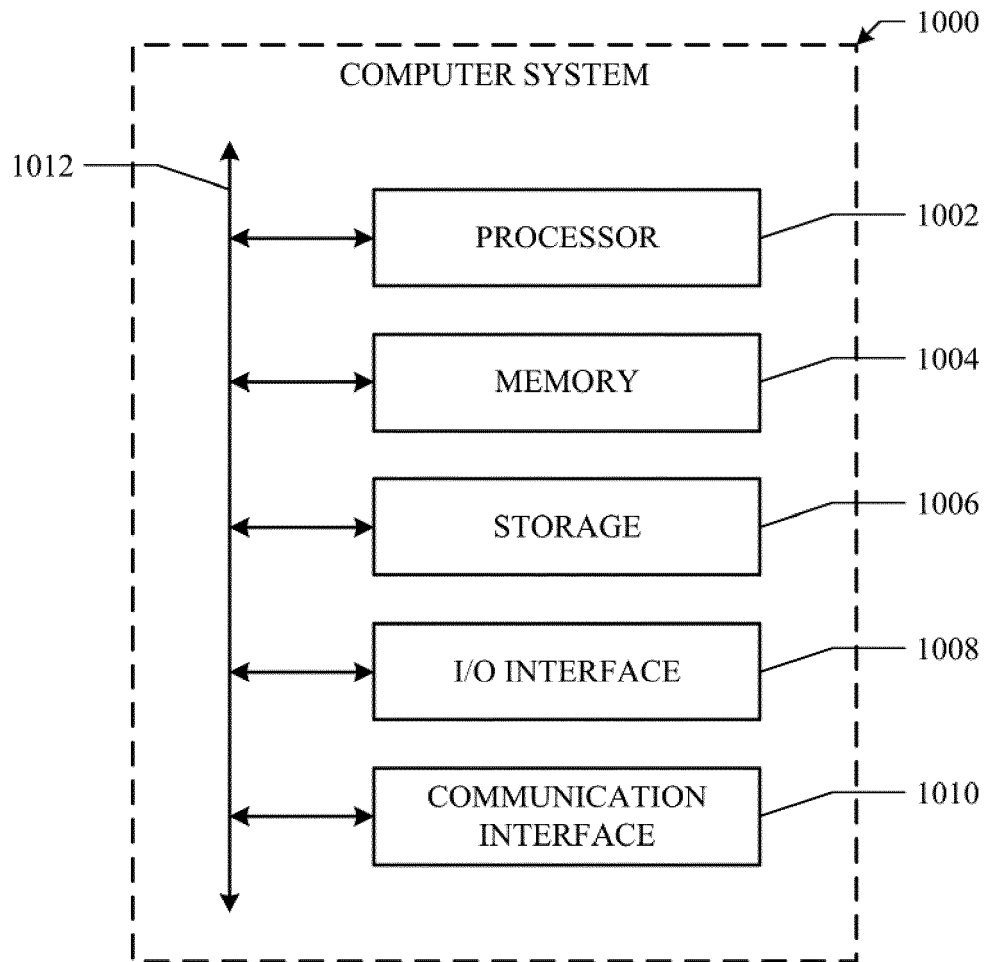 1000
COMPUTER SYSTEM
1012
PROCESSOR
1002
MEMORY
1004
STORAGE
1006
I/O INTERFACE
1008
COMMUNICATION
INTERFACE
1010